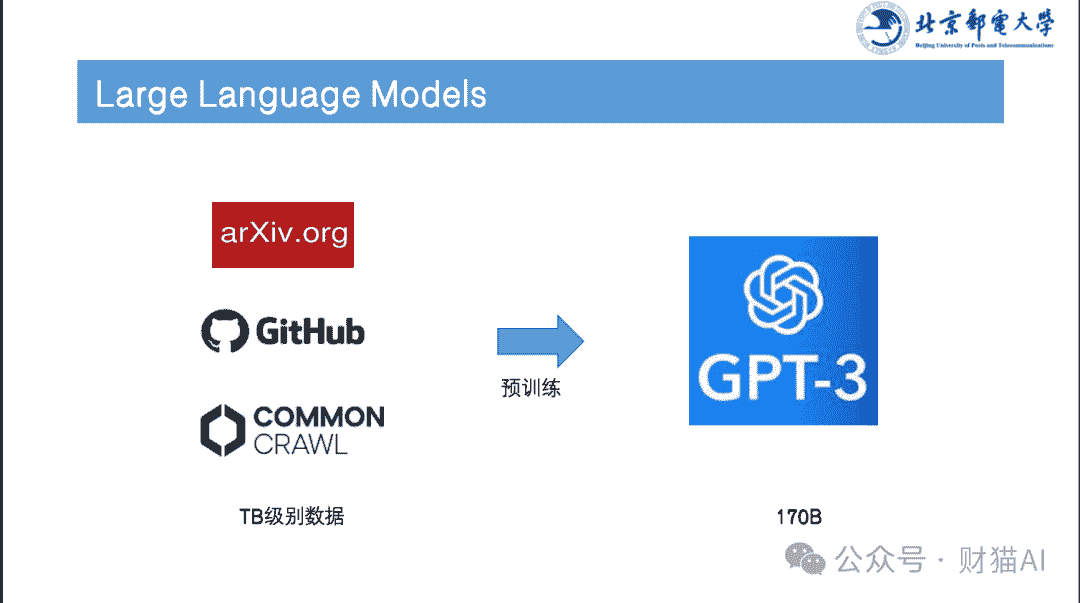 北京郵電大學
Beijing University of Posts and Telecommunications
Large Language Models
arXiv.org
GitHub
COMMON
CRAWL
预训练
GPT-3
TB级别数据
170B
公众号 · 财猫AI